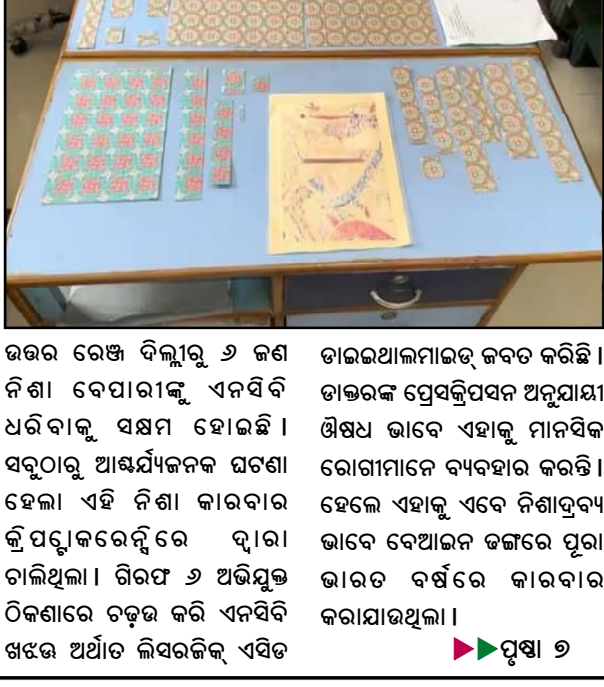 ଉତ୍ତର ରେଞ୍ଜ ଦିଲ୍ଲୀରୁ ୬ ଜଣ
ନିଶା ବେପାରୀଙ୍କୁ ଏନସିବି
ଧରିବାକୁ ସକ୍ଷମ ହୋଇଛି ।
ସବୁଠାରୁ ଆଶ୍ଚର୍ଯ୍ୟଜନକ ଘଟଣା
ହେଲା ଏହି ନିଶା କାରବାର
କ୍ରିପଟୋକରେନ୍ସିରେ ଦ୍ୱାରା
ଚାଲିଥିଲା । ଗିରଫ ୬ ଅଭିଯୁକ୍ତ
ଠିକଣାରେ ଚଢ଼ଉ କରି ଏନସିବି
ଖଝଊ ଅର୍ଥାତ ଲିସରଜିକ୍ ଏସିଡ
ଡାଇଇଥାଲମାଇଡ୍ ଜବତ କରିଛି ।
ଡାକ୍ତରଙ୍କ ପ୍ରେସକ୍ରିପସନ ଅନୁଯାୟୀ
ଔଷଧ ଭାବେ ଏହାକୁ ମାନସିକ
ରୋଗୀମାନେ ବ୍ୟବହାର କରନ୍ତି ।
ହେଲେ ଏହାକୁ ଏବେ ନିଶାଦ୍ରବ୍ୟ
ଭାବେ ବେଆଇନ ଢଙ୍ଗରେ ପୂରା
ଭାରତ ବର୍ଷରେ କାରବାର
କରାଯାଉଥିଲା ।
ପୃଷ୍ଠା ୭